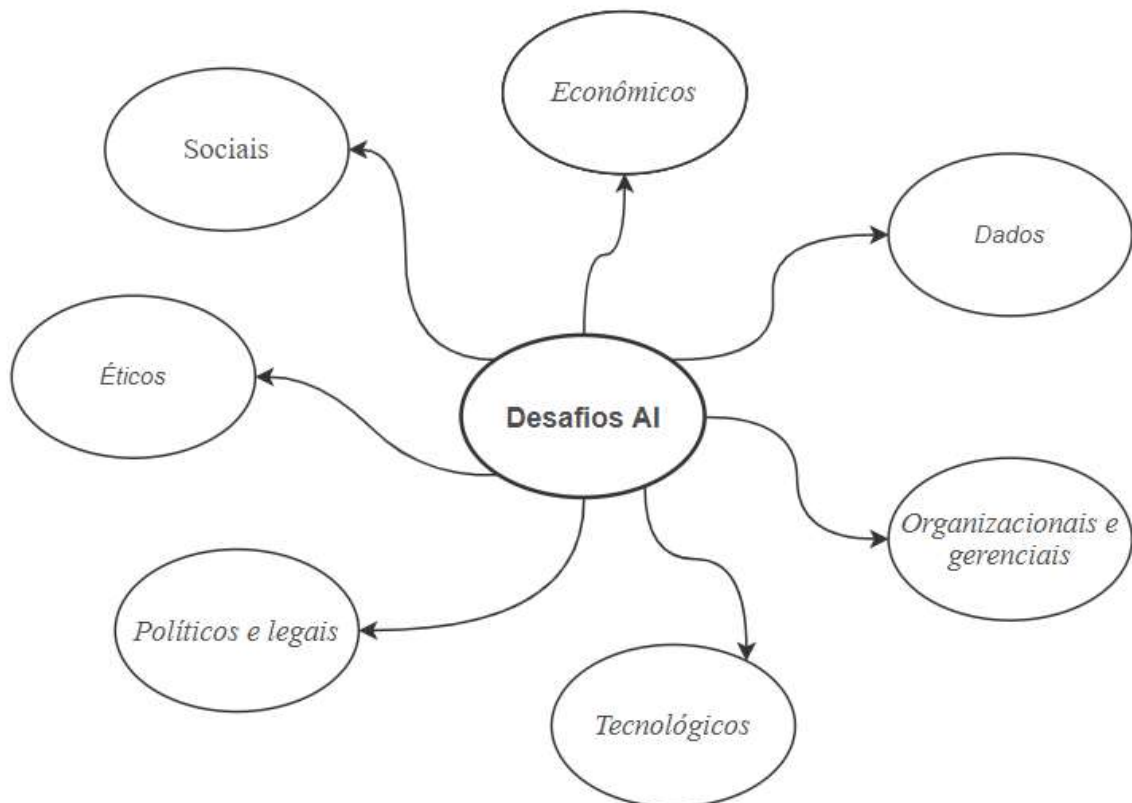 Econômicos
Sociais
Dados
Éticos
Desafios AI
Organizacionais e
gerenciais
Políticos e legais
Tecnológicos